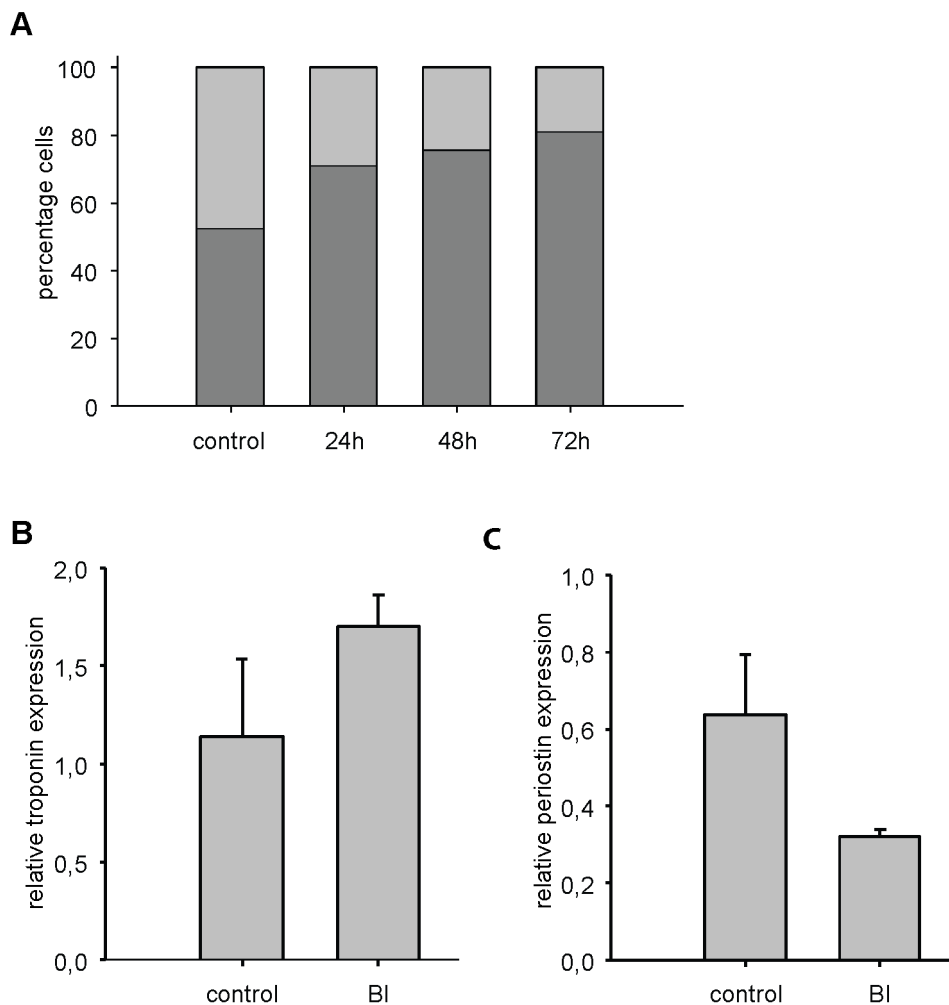 A
100
80
60
40
20
0
percentage cells
control 24h 48h 72h
B
2,0
1,5
1,0
0,5
0,0
relative troponin expression
control BI
C
1,0
0,8
0,6
0,4
0,2
0,0
relative periostin expression
control BI